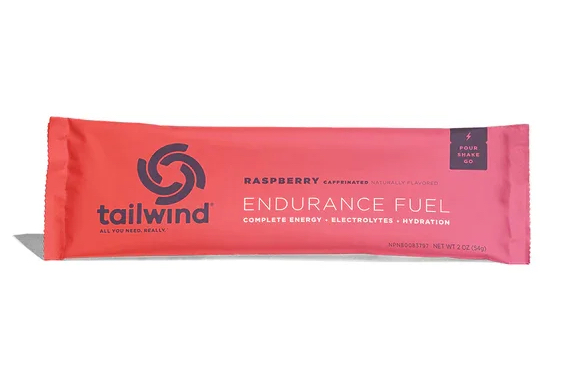 tailwind®
ALL YOU NEED. REALLY.
RASPBERRY CAFFEINATED NATURALLY FLAVORED
ENDURANCE FUEL
COMPLETE ENERGY • ELECTROLYTES • HYDRATION
NET WT 2 OZ (54g)
POUR
SHAKE
GO